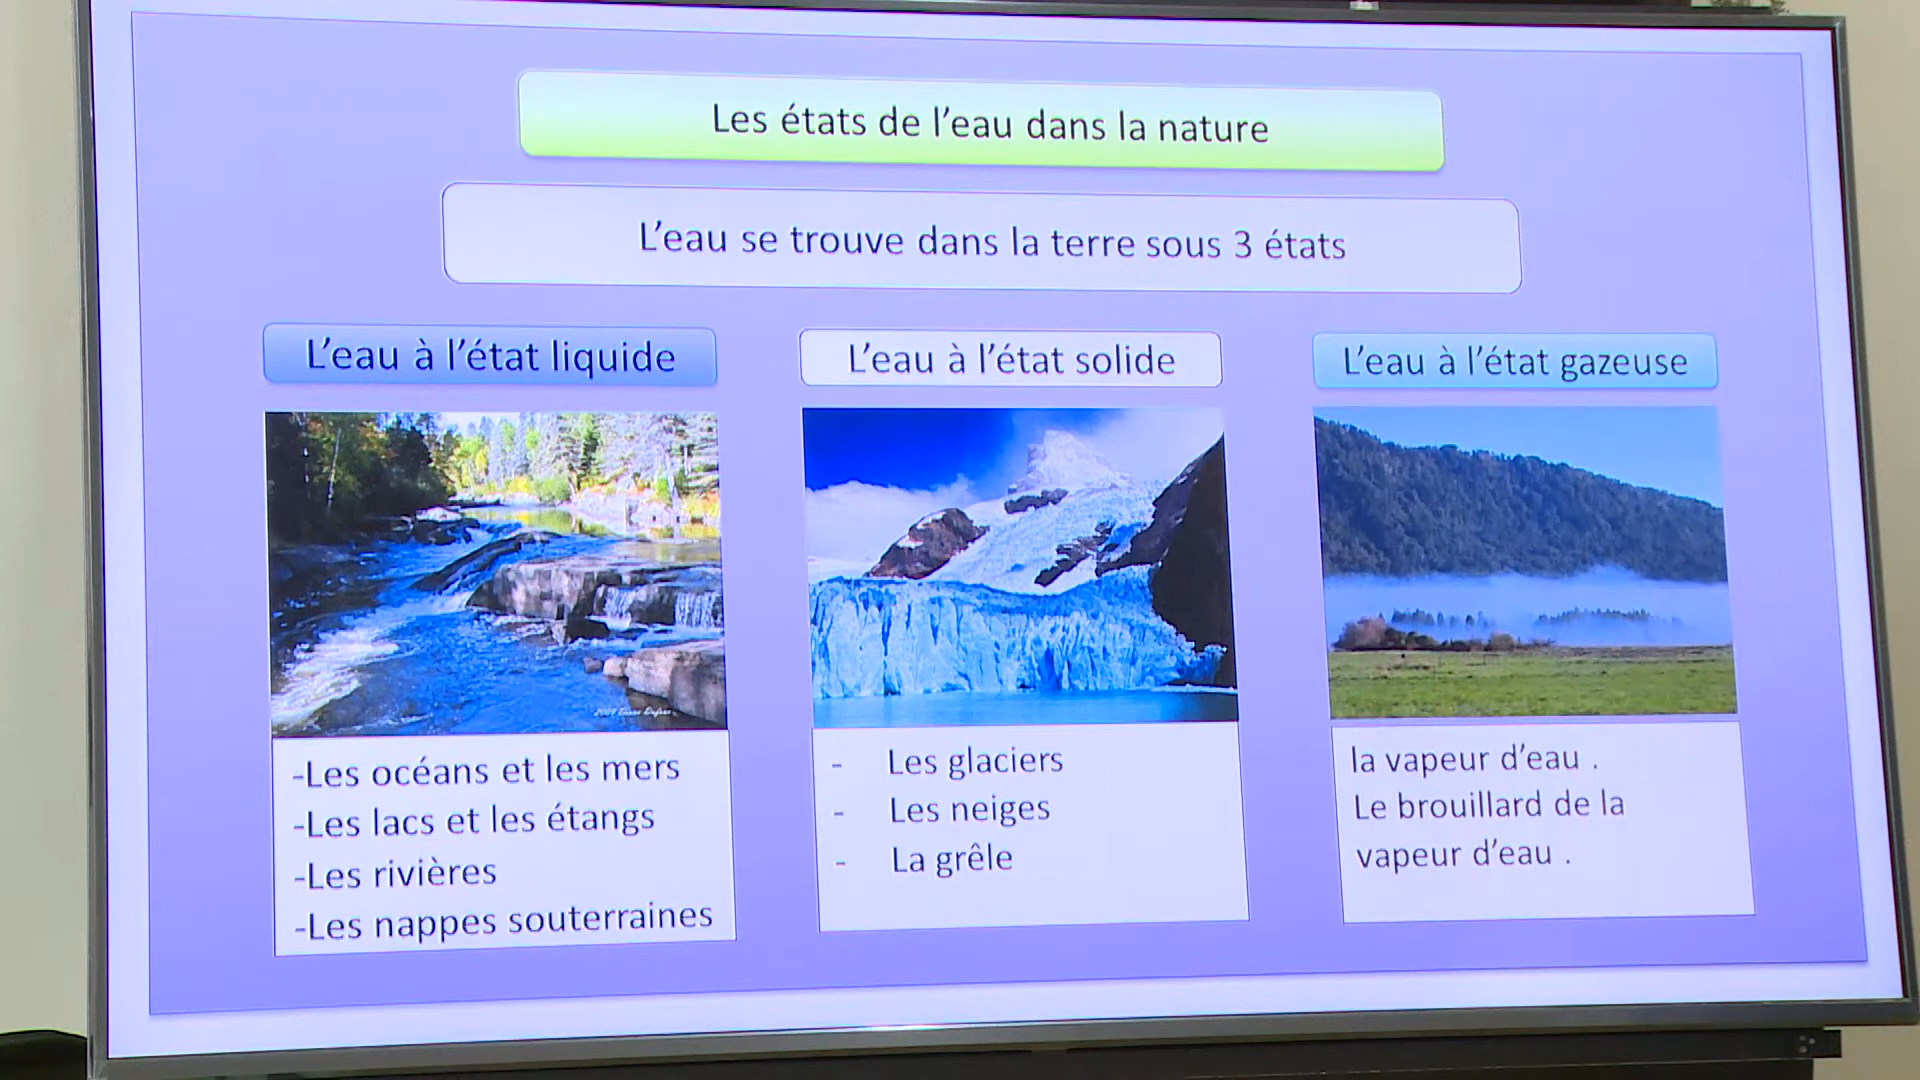 Les états de l'eau dans la nature
L'eau se trouve dans la terre sous 3 états
L'eau à l'état liquide
L'eau à l'état solide
L'eau à l'état gazeuse
-Les océans et les mers
-Les lacs et les étangs
-Les rivières
-Les nappes souterraines
- Les glaciers
- Les neiges
- La grêle
la vapeur d'eau .
Le brouillard de la
vapeur d'eau .